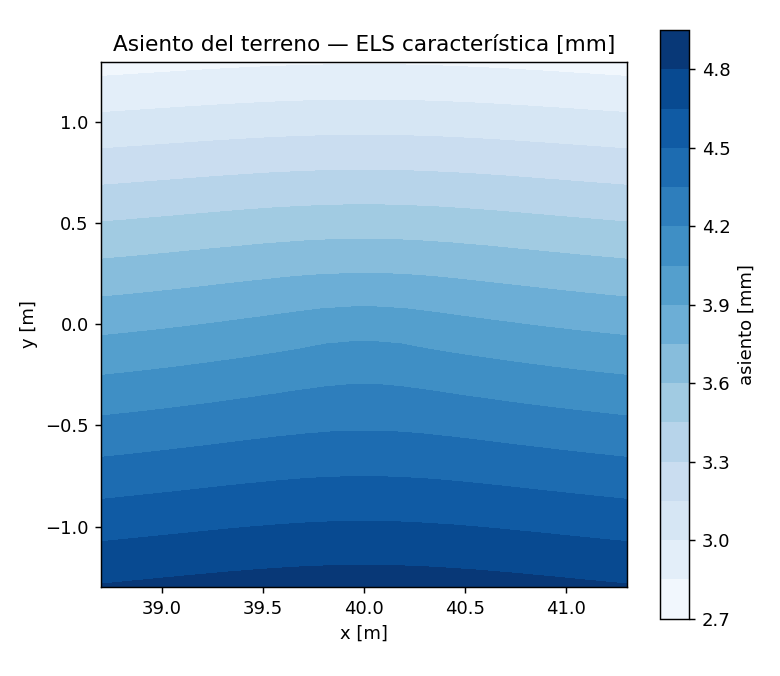 Asiento del terreno — ELS característica [mm]
1.0
0.5
0.0
−0.5
−1.0
y [m]
39.0 39.5 40.0 40.5 41.0
x [m]
4.8
4.5
4.2
3.9
3.6
3.3
3.0
2.7
asiento [mm]